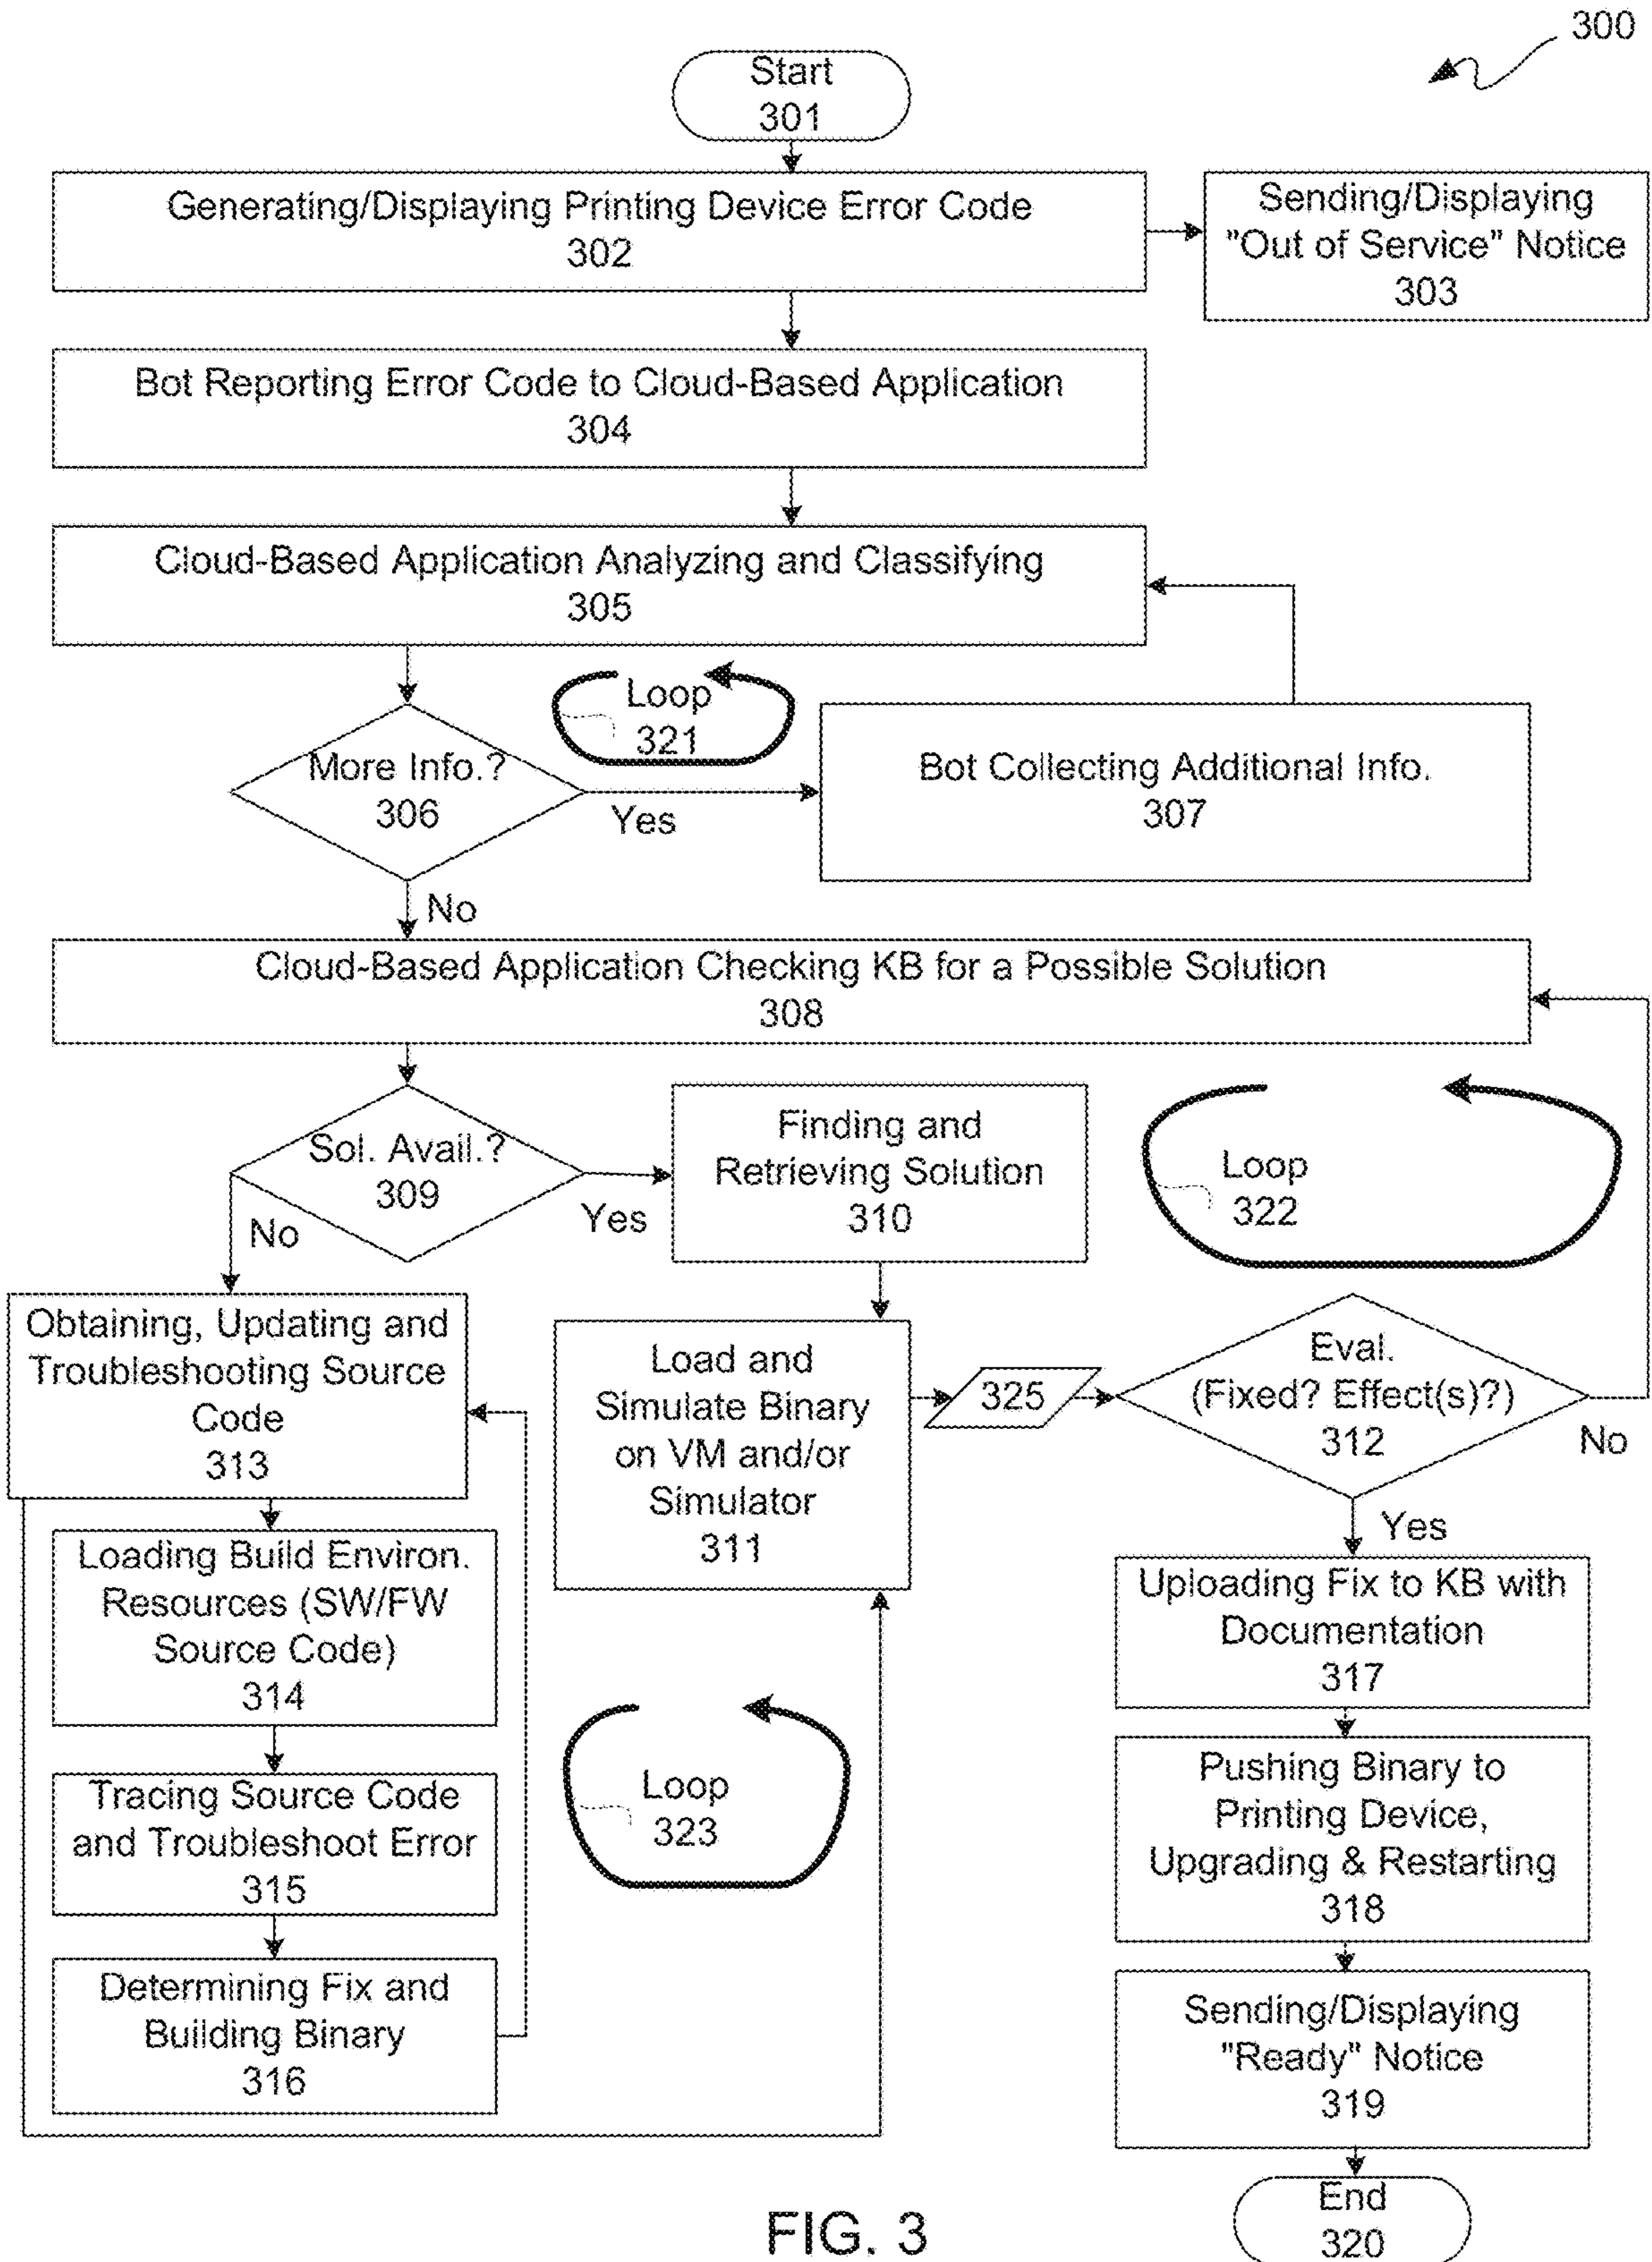 300
Start
301
Generating/Displaying Printing Device Error Code
302
Sending/Displaying
"Out of Service" Notice
303
Bot Reporting Error Code to Cloud-Based Application
304
Cloud-Based Application Analyzing and Classifying
305
Loop
321
More Info.?
306
Yes
Bot Collecting Additional Info.
307
No
Cloud-Based Application Checking KB for a Possible Solution
308
Sol. Avail.?
309
Yes
No
Finding and
Retrieving Solution
310
Loop
322
Obtaining, Updating and
Troubleshooting Source
Code
313
Load and
Simulate Binary
on VM and/or
Simulator
311
325
Eval.
(Fixed? Effect(s)?)
312
No
Yes
Loading Build Environ.
Resources (SW/FW
Source Code)
314
Uploading Fix to KB with
Documentation
317
Tracing Source Code
and Troubleshoot Error
315
Loop
323
Pushing Binary to
Printing Device,
Upgrading & Restarting
318
Determining Fix and
Building Binary
316
Sending/Displaying
"Ready" Notice
319
End
320
FIG. 3